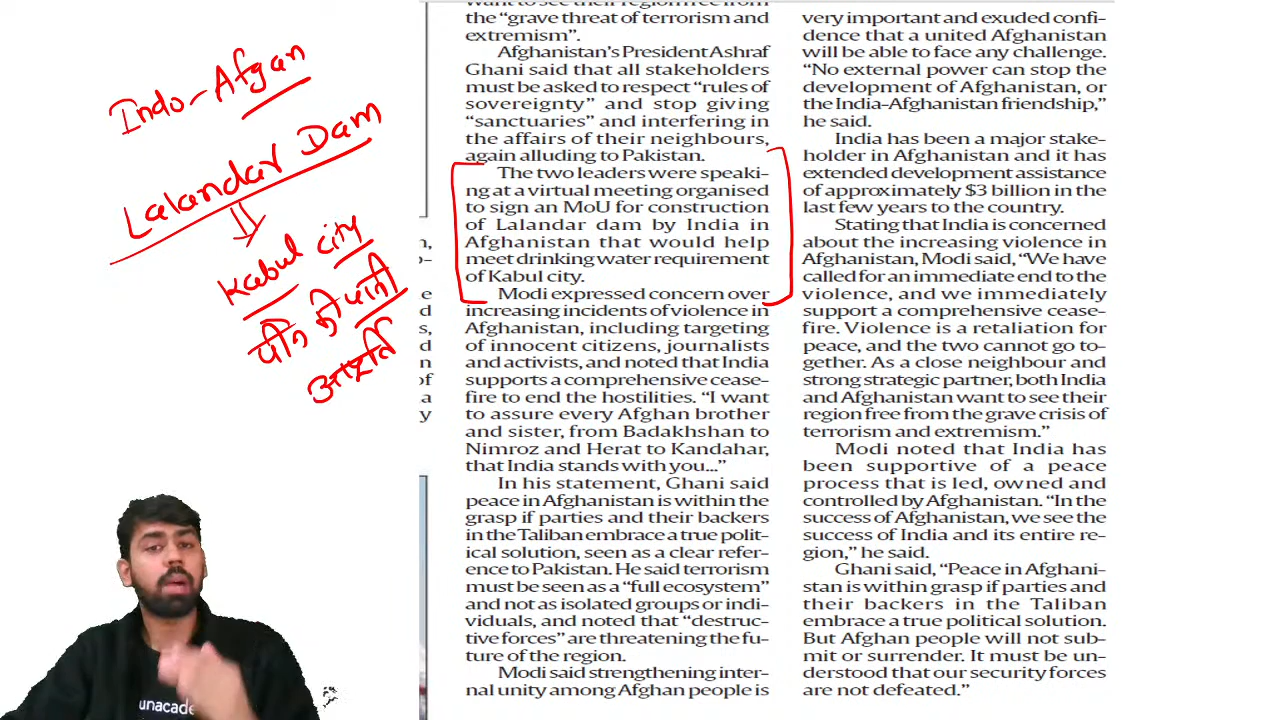 Indo-Afgan
Lalandar Dam
Kabul city
पीने की पानी
आपूर्ति
want to see their region free from
the “grave threat of terrorism and
extremism”.
Afghanistan’s President Ashraf
Ghani said that all stakeholders
must be asked to respect “rules of
sovereignty” and stop giving
“sanctuaries” and interfering in
the affairs of their neighbours,
again alluding to Pakistan.
The two leaders were speaki-
ng at a virtual meeting organised
to sign an MoU for construction
of Lalandar dam by India in
Afghanistan that would help
meet drinking water requirement
of Kabul city.
Modi expressed concern over
increasing incidents of violence in
Afghanistan, including targeting
of innocent citizens, journalists
and activists, and noted that India
supports a comprehensive cease-
fire to end the hostilities. “I want
to assure every Afghan brother
and sister, from Badakhshan to
Nimroz and Herat to Kandahar,
that India stands with you...”
In his statement, Ghani said
peace in Afghanistan is within the
grasp if parties and their backers
in the Taliban embrace a true polit-
ical solution, seen as a clear refer-
ence to Pakistan. He said terrorism
must be seen as a “full ecosystem”
and not as isolated groups or indi-
viduals, and noted that “destruc-
tive forces” are threatening the fu-
ture of the region.
Modi said strengthening inter-
nal unity among Afghan people is
very important and exuded confi-
dence that a united Afghanistan
will be able to face any challenge.
“No external power can stop the
development of Afghanistan, or
the India-Afghanistan friendship,”
he said.
India has been a major stake-
holder in Afghanistan and it has
extended development assistance
of approximately $3 billion in the
last few years to the country.
Stating that India is concerned
about the increasing violence in
Afghanistan, Modi said, “We have
called for an immediate end to the
violence, and we immediately
support a comprehensive cease-
fire. Violence is a retaliation for
peace, and the two cannot go to-
gether. As a close neighbour and
strong strategic partner, both India
and Afghanistan want to see their
region free from the grave crisis of
terrorism and extremism.”
Modi noted that India has
been supportive of a peace
process that is led, owned and
controlled by Afghanistan. “In the
success of Afghanistan, we see the
success of India and its entire re-
gion,” he said.
Ghani said, “Peace in Afghani-
stan is within grasp if parties and
their backers in the Taliban
embrace a true political solution.
But Afghan people will not sub-
mit or surrender. It must be un-
derstood that our security forces
are not defeated.”
unacade